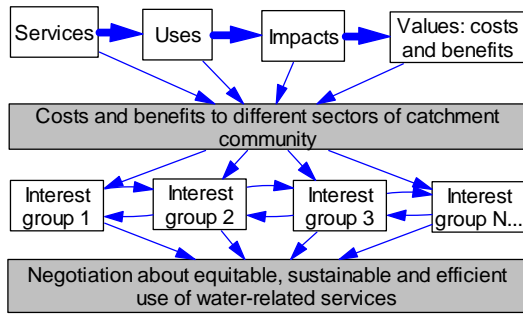 Services
Uses
Impacts
Values: costs
and benefits
Costs and benefits to different sectors of catchment
community
Interest
group 1
Interest
group 2
Interest
group 3
Interest
group N...
Negotiation about equitable, sustainable and efficient
use of water-related services